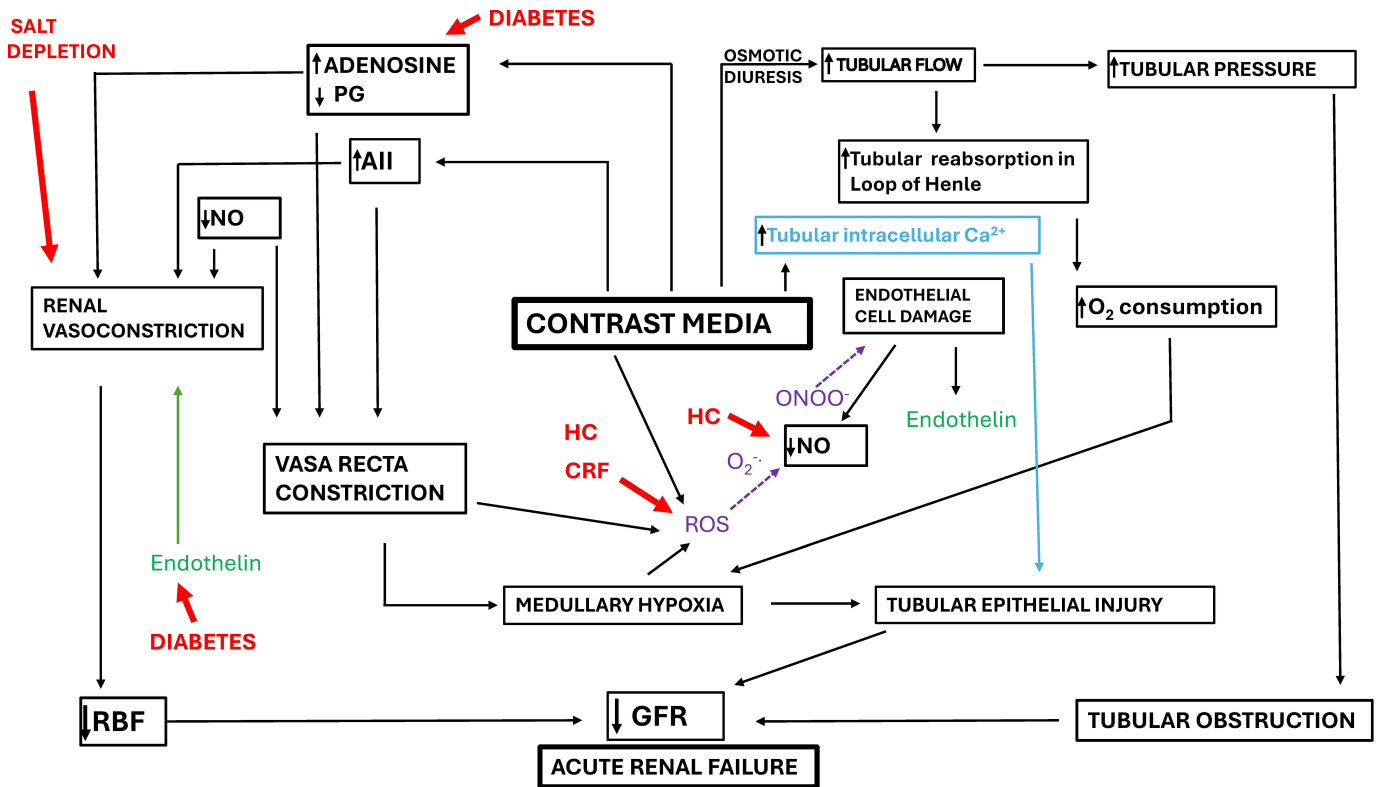 SALT
DEPLETION
DIABETES
↑ADENOSINE
↓ PG
OSMOTIC
DIURESIS
↑TUBULAR FLOW
↑TUBULAR PRESSURE
↑AII
↑Tubular reabsorption in
Loop of Henle
↓NO
↑Tubular intracellular Ca²⁺
RENAL
VASOCONSTRICTION
CONTRAST MEDIA
ENDOTHELIAL
CELL DAMAGE
↑O₂ consumption
ONOO⁻
HC
Endothelin
HC
CRF
↓NO
O₂⁻·
VASA RECTA
CONSTRICTION
ROS
Endothelin
DIABETES
MEDULLARY HYPOXIA
TUBULAR EPITHELIAL INJURY
↓RBF
↓ GFR
TUBULAR OBSTRUCTION
ACUTE RENAL FAILURE